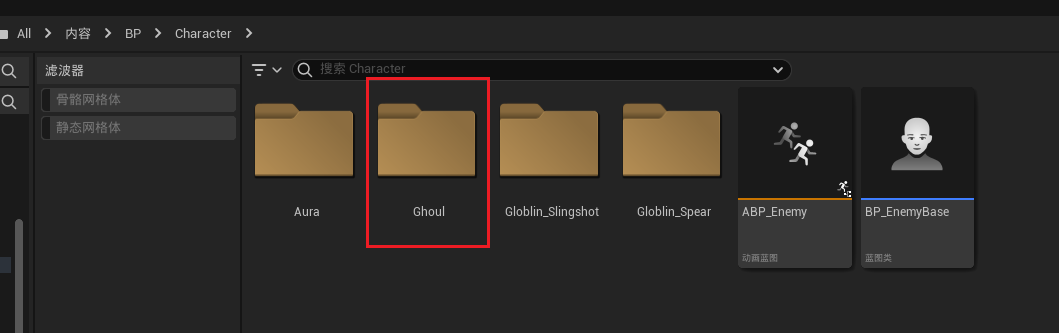 All > 内容 > BP > Character >
滤波器
搜索 Character
骨骼网格体
静态网格体
Aura
Ghoul
Globlin_Slingshot
Globlin_Spear
ABP_Enemy
动画蓝图
BP_EnemyBase
蓝图类